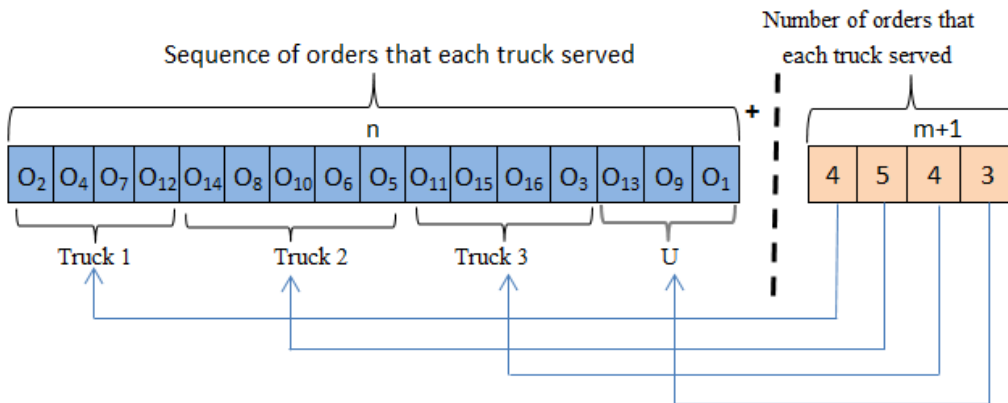 Number of orders that
each truck served
Sequence of orders that each truck served
+
n
m+1
O₂ O₄ O₇ O₁₂ O₁₄ O₈ O₁₀ O₆ O₅ O₁₁ O₁₅ O₁₆ O₃ O₁₃ O₉ O₁
4 5 4 3
Truck 1 Truck 2 Truck 3 U